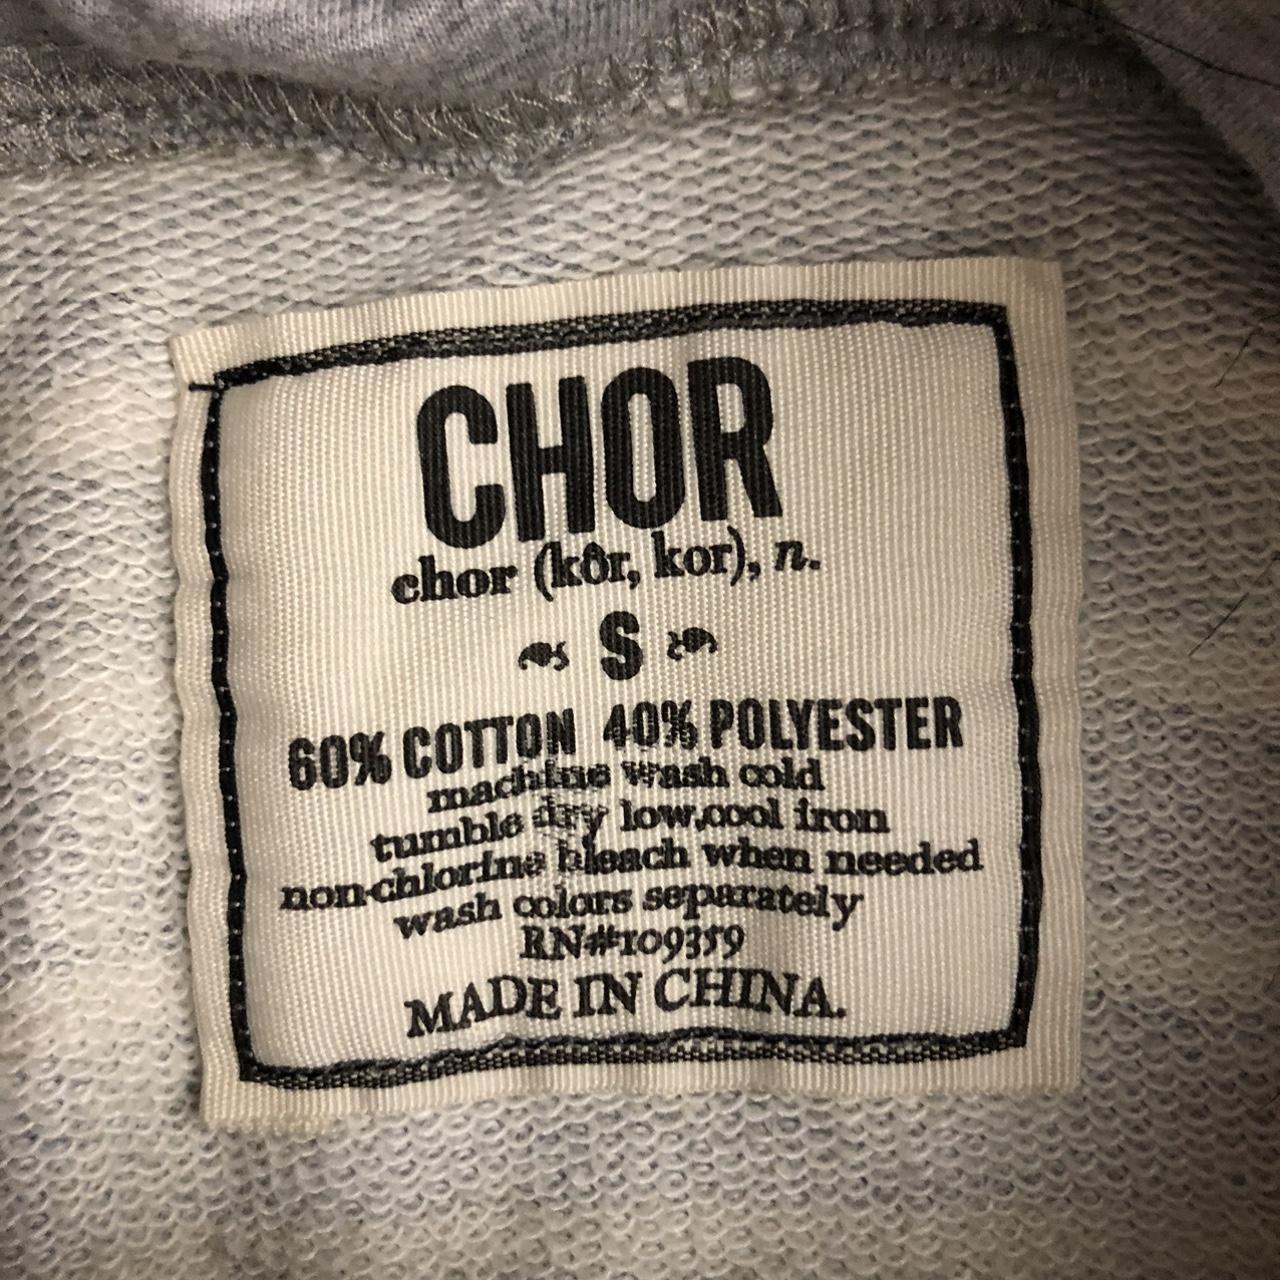 CHOR
chor (kôr, kor), n.
S
60% COTTON 40% POLYESTER
machine wash cold
tumble dry low,cool iron
non-chlorine bleach when needed
wash colors separately
RN#109359
MADE IN CHINA.